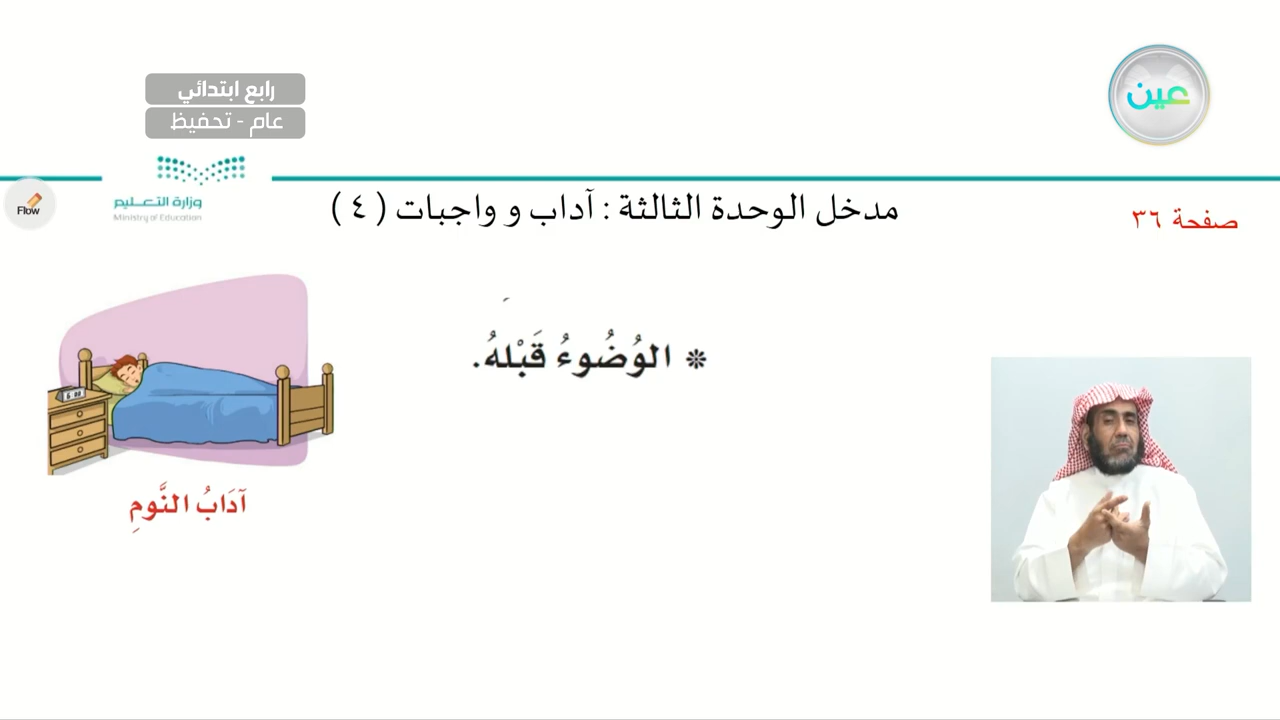 رابع ابتدائي
عام - تحفيظ
عين
وزارة التعليم
Ministry of Education
Flow
مدخل الوحدة الثالثة : آداب و واجبات ( ٤ )
صفحة ٣٦
* الوُضُوءُ قَبْلهُ.
آدَابُ النَّومِ